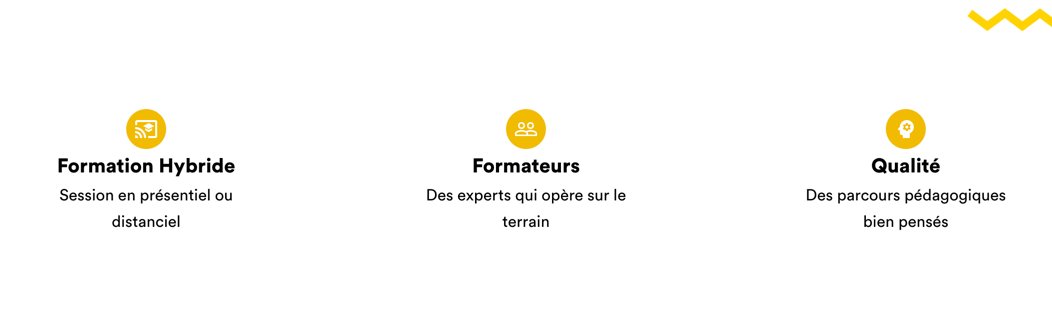 Formation Hybride
Session en présentiel ou
distanciel
Formateurs
Des experts qui opère sur le
terrain
Qualité
Des parcours pédagogiques
bien pensés